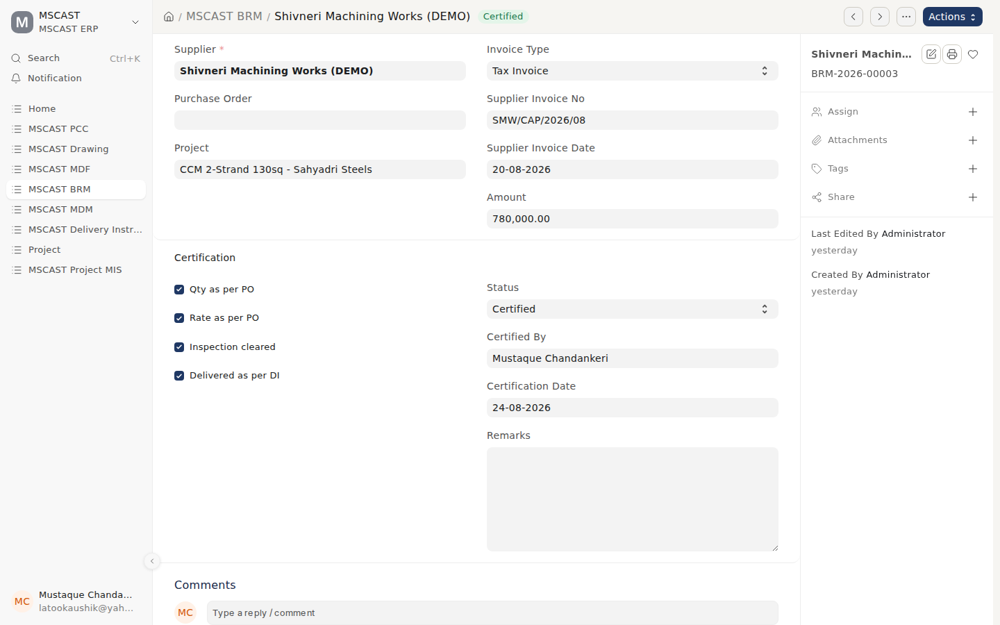 MSCAST
MSCAST ERP
Search Ctrl+K
Notification
Home
MSCAST PCC
MSCAST Drawing
MSCAST MDF
MSCAST BRM
MSCAST MDM
MSCAST Delivery Instr...
Project
MSCAST Project MIS
MC
Mustaque Chanda...
latookaushik@yah...
/ MSCAST BRM / Shivneri Machining Works (DEMO) Certified
Actions
Supplier *
Shivneri Machining Works (DEMO)
Purchase Order
Project
CCM 2-Strand 130sq - Sahyadri Steels
Invoice Type
Tax Invoice
Supplier Invoice No
SMW/CAP/2026/08
Supplier Invoice Date
20-08-2026
Amount
780,000.00
Certification
Qty as per PO
Rate as per PO
Inspection cleared
Delivered as per DI
Status
Certified
Certified By
Mustaque Chandankeri
Certification Date
24-08-2026
Remarks
Comments
MC
Type a reply / comment
Shivneri Machin...
BRM-2026-00003
Assign
Attachments
Tags
Share
Last Edited By Administrator
yesterday
Created By Administrator
yesterday